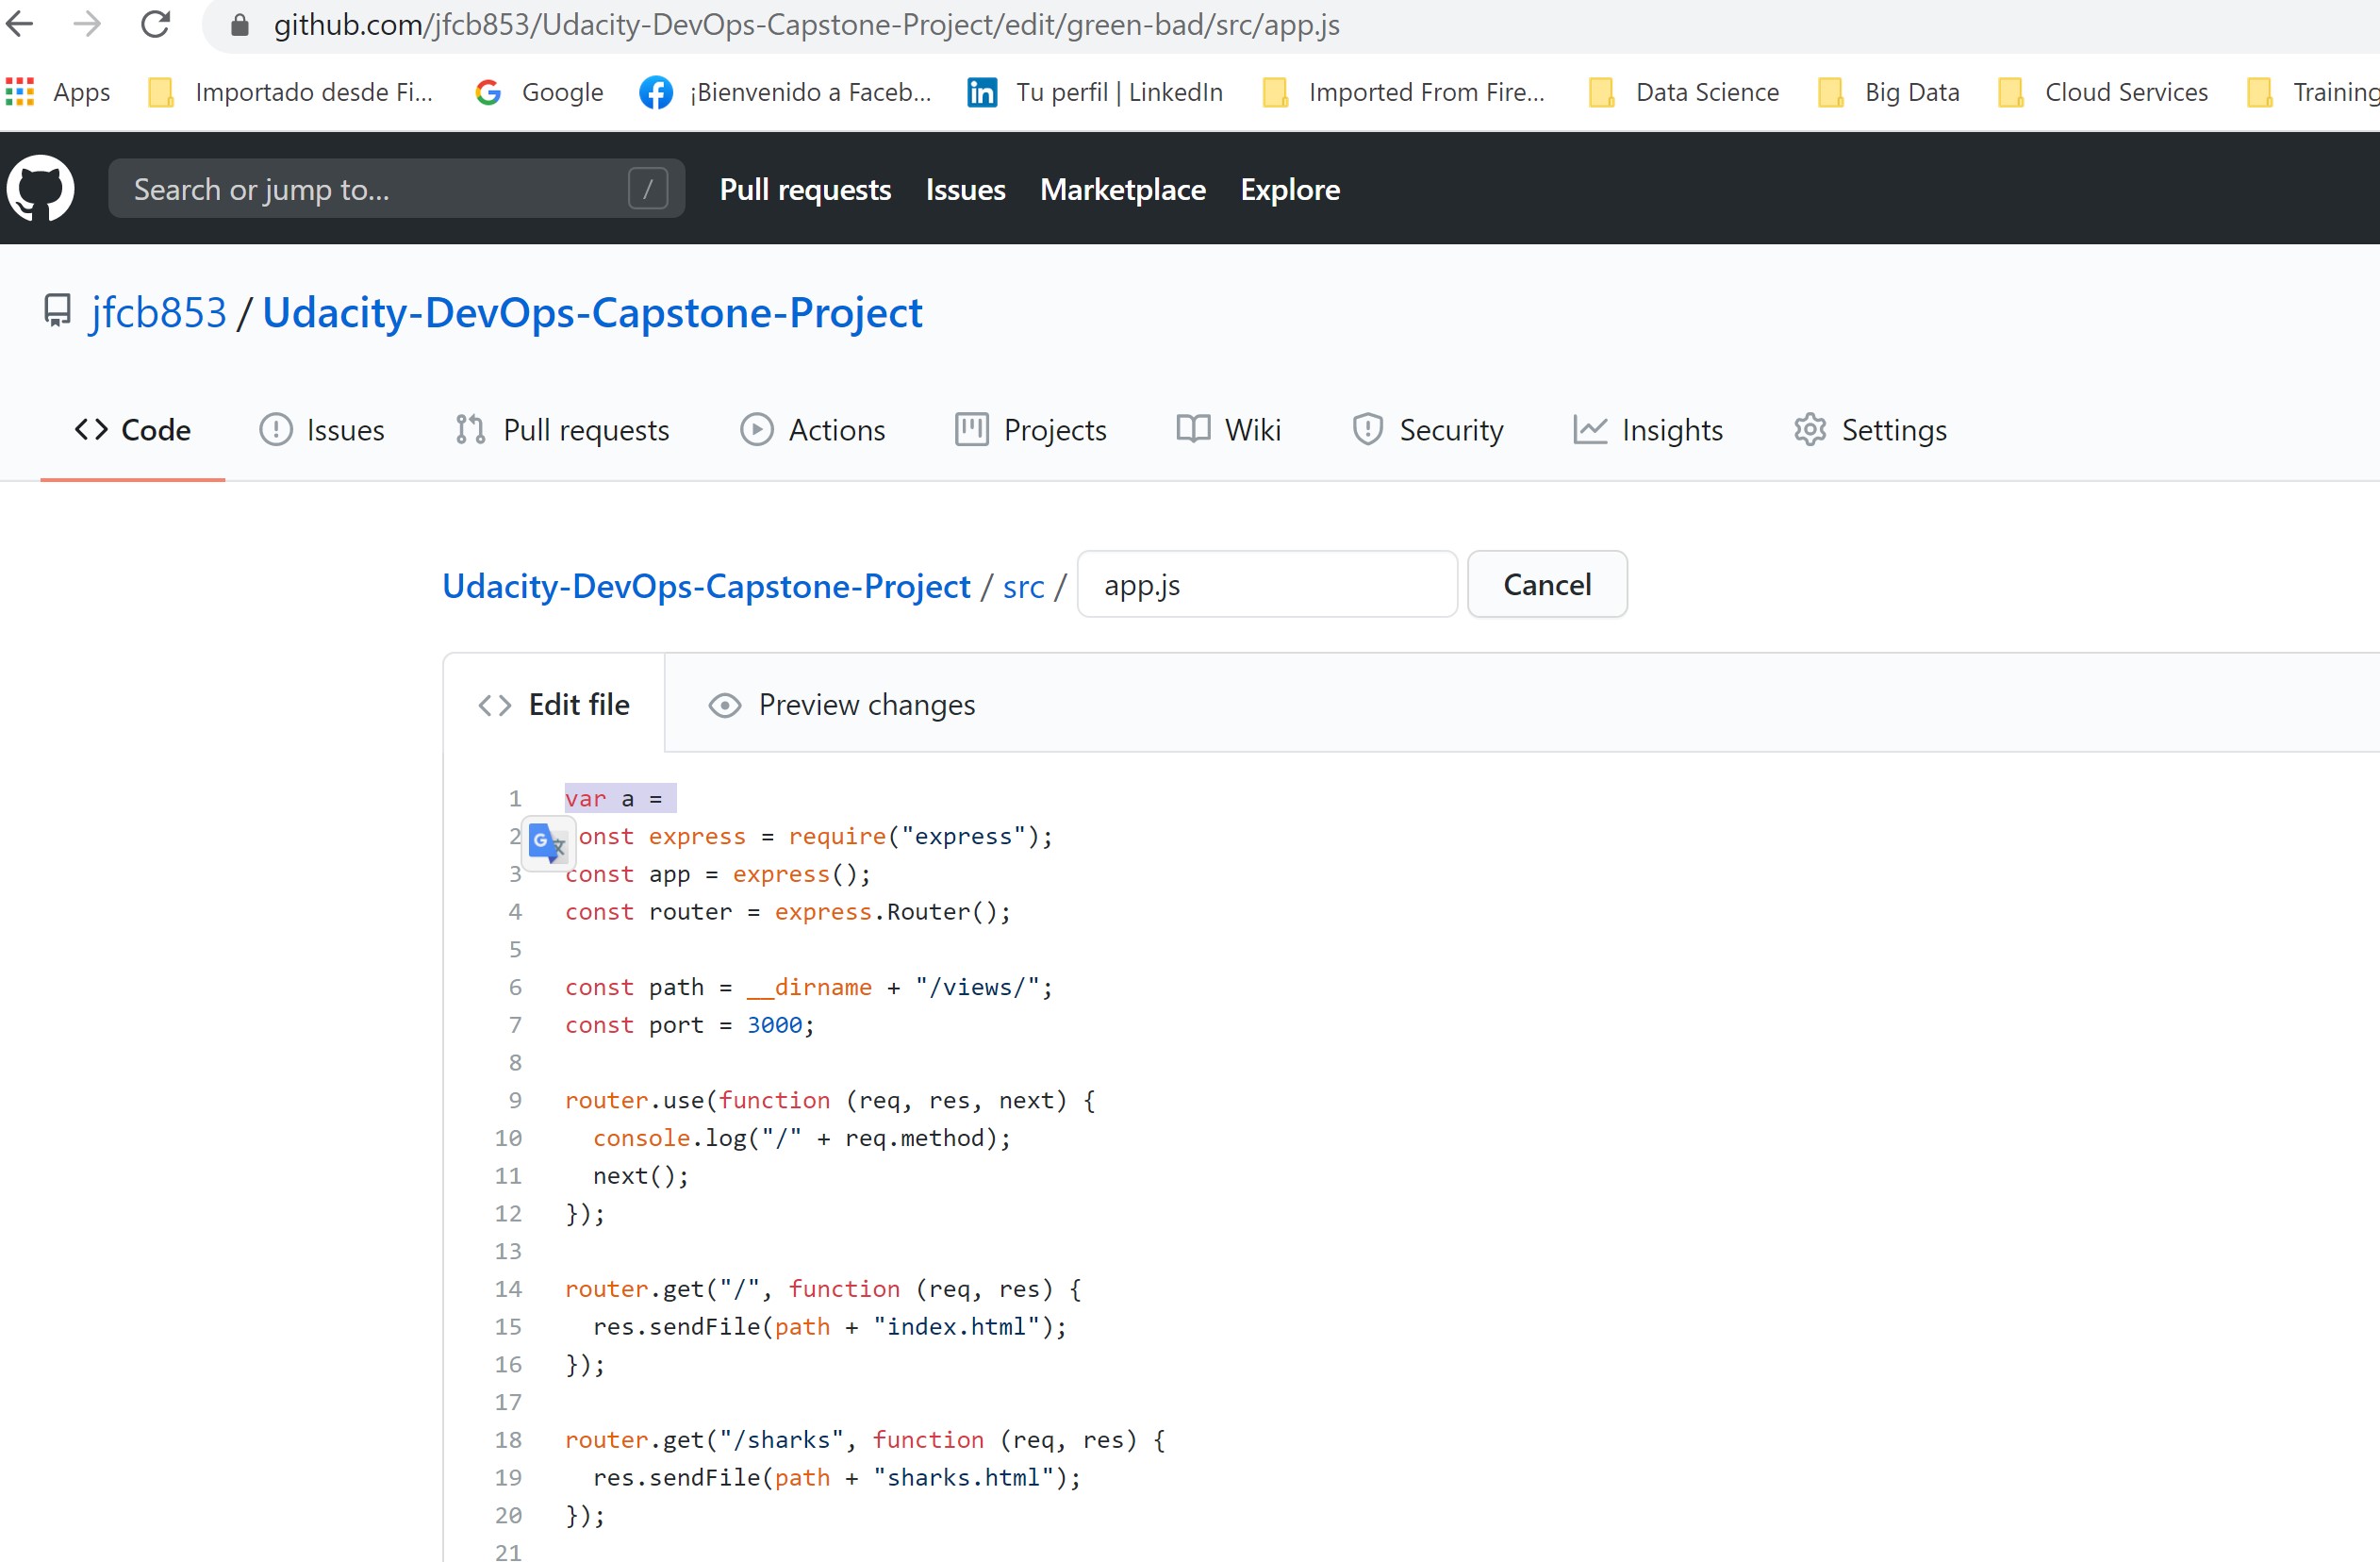 github.com/jfcb853/Udacity-DevOps-Capstone-Project/edit/green-bad/src/app.js
Apps Importado desde Fi... Google ¡Bienvenido a Faceb... Tu perfil | LinkedIn Imported From Fire... Data Science Big Data Cloud Services Training
Search or jump to... / Pull requests Issues Marketplace Explore
jfcb853 / Udacity-DevOps-Capstone-Project
Code Issues Pull requests Actions Projects Wiki Security Insights Settings
Udacity-DevOps-Capstone-Project / src / app.js Cancel
Edit file Preview changes
1 var a =
2 onst express = require("express");
3 const app = express();
4 const router = express.Router();
5
6 const path = __dirname + "/views/";
7 const port = 3000;
8
9 router.use(function (req, res, next) {
10 console.log("/" + req.method);
11 next();
12 });
13
14 router.get("/", function (req, res) {
15 res.sendFile(path + "index.html");
16 });
17
18 router.get("/sharks", function (req, res) {
19 res.sendFile(path + "sharks.html");
20 });
21